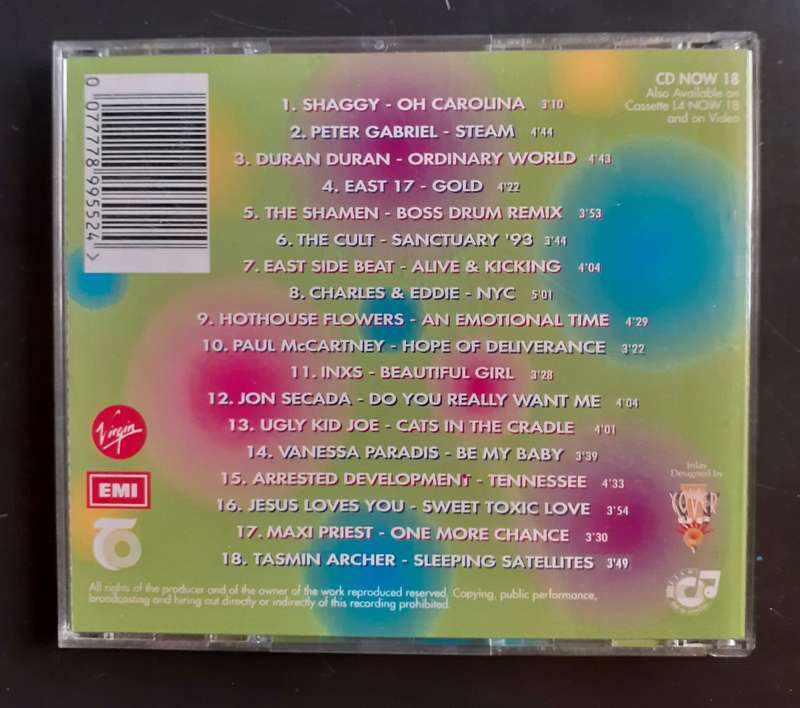 0 077778 995524 >
CD NOW 18
Also Available on
Cassette L4 NOW 18
and on Video
1. SHAGGY - OH CAROLINA 3'10
2. PETER GABRIEL - STEAM 4'44
3. DURAN DURAN - ORDINARY WORLD 4'43
4. EAST 17 - GOLD 4'22
5. THE SHAMEN - BOSS DRUM REMIX 3'53
6. THE CULT - SANCTUARY '93 3'44
7. EAST SIDE BEAT - ALIVE & KICKING 4'04
8. CHARLES & EDDIE - NYC 5'01
9. HOTHOUSE FLOWERS - AN EMOTIONAL TIME 4'29
10. PAUL McCARTNEY - HOPE OF DELIVERANCE 3'22
11. INXS - BEAUTIFUL GIRL 3'28
12. JON SECADA - DO YOU REALLY WANT ME 4'04
13. UGLY KID JOE - CATS IN THE CRADLE 4'01
14. VANESSA PARADIS - BE MY BABY 3'39
15. ARRESTED DEVELOPMENT - TENNESSEE 4'33
16. JESUS LOVES YOU - SWEET TOXIC LOVE 3'54
17. MAXI PRIEST - ONE MORE CHANCE 3'30
18. TASMIN ARCHER - SLEEPING SATELLITES 3'49
Virgin
EMI
Inlay
Designed by
COVER
All rights of the producer and of the owner of the work reproduced reserved. Copying, public performance,
broadcasting and hiring out directly or indirectly of this recording prohibited.